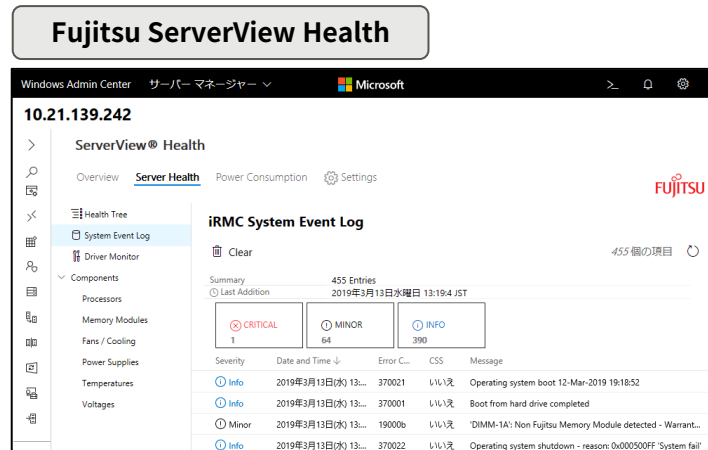 Fujitsu ServerView Health
Windows Admin Center サーバー マネージャー Microsoft
10.21.139.242
ServerView® Health
Overview Server Health Power Consumption Settings
FUJITSU
Health Tree
System Event Log
Driver Monitor
Components
Processors
Memory Modules
Fans / Cooling
Power Supplies
Temperatures
Voltages
iRMC System Event Log
Clear 455 個の項目
Summary 455 Entries
Last Addition 2019年3月13日水曜日 13:19:4 JST
CRITICAL MINOR INFO
1 64 390
Severity Date and Time Error C... CSS Message
Info 2019年3月13日(水) 13:... 370021 いいえ Operating system boot 12-Mar-2019 19:18:52
Info 2019年3月13日(水) 13:... 370001 いいえ Boot from hard drive completed
Minor 2019年3月13日(水) 13:... 19000b いいえ 'DIMM-1A': Non Fujitsu Memory Module detected - Warrant...
Info 2019年3月13日(水) 13:... 370022 いいえ Operating system shutdown - reason: 0x000500FF 'System fail'